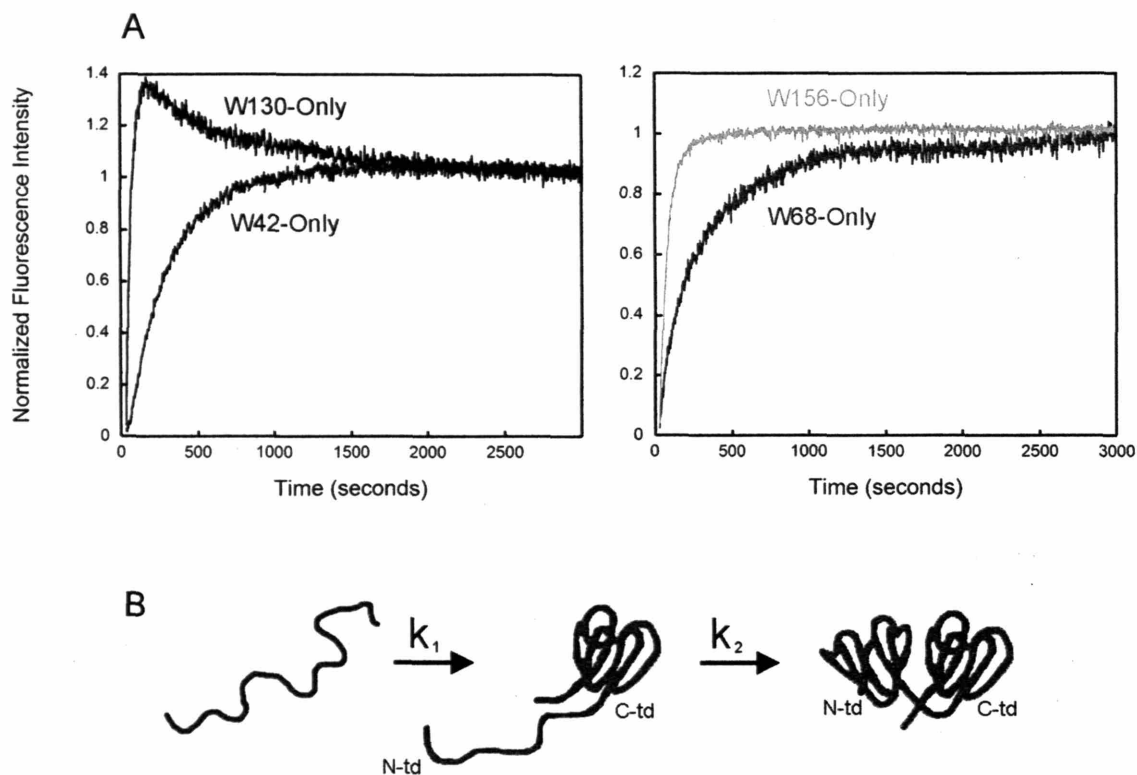 A
Normalized Fluorescence Intensity
1.4
1.2
1
0.8
0.6
0.4
0.2
0
W130-Only
W42-Only
0 500 1000 1500 2000 2500
Time (seconds)
1.2
1
0.8
0.6
0.4
0.2
0
W156-Only
W68-Only
0 500 1000 1500 2000 2500 3000
Time (seconds)
B
k₁
N-td
C-td
k₂
N-td
C-td